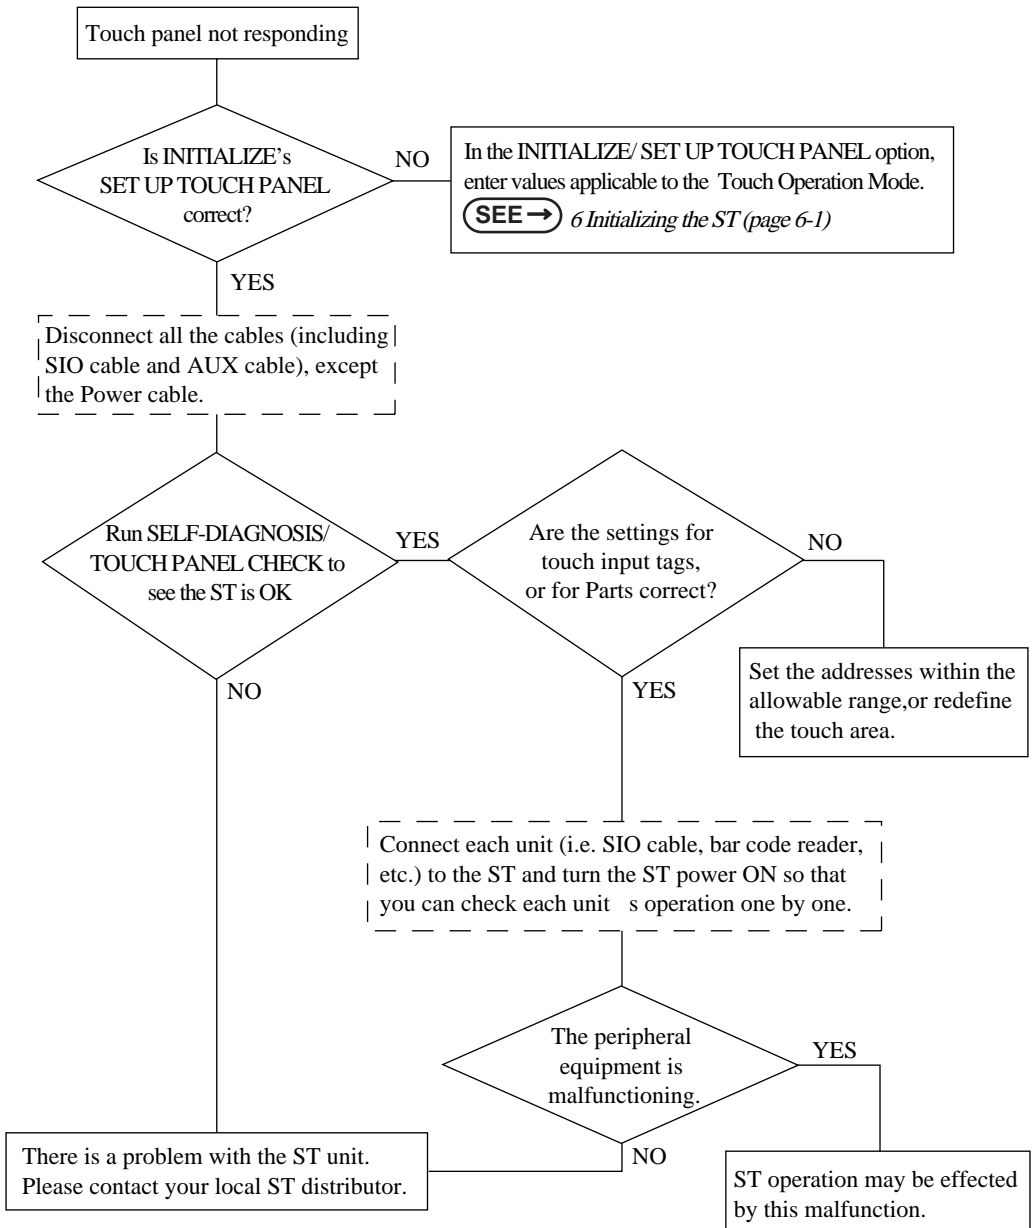 Touch panel not responding
Is INITIALIZE's
SET UP TOUCH PANEL
correct?
NO
In the INITIALIZE/ SET UP TOUCH PANEL option,
enter values applicable to the Touch Operation Mode.
SEE → 6 Initializing the ST (page 6-1)
YES
Disconnect all the cables (including
SIO cable and AUX cable), except
the Power cable.
Run SELF-DIAGNOSIS/
TOUCH PANEL CHECK to
see the ST is OK
YES
Are the settings for
touch input tags,
or for Parts correct?
NO
Set the addresses within the
allowable range,or redefine
the touch area.
NO
YES
Connect each unit (i.e. SIO cable, bar code reader,
etc.) to the ST and turn the ST power ON so that
you can check each unit s operation one by one.
The peripheral
equipment is
malfunctioning.
YES
NO
There is a problem with the ST unit.
Please contact your local ST distributor.
ST operation may be effected
by this malfunction.